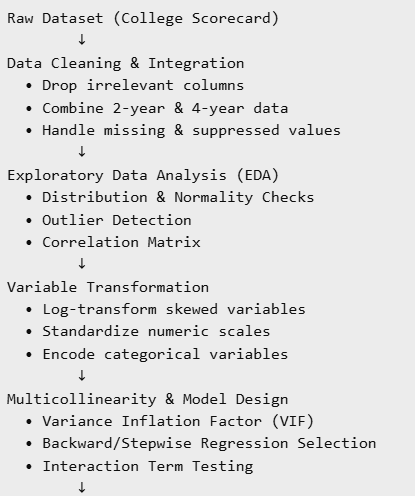 Raw Dataset (College Scorecard)
↓
Data Cleaning & Integration
• Drop irrelevant columns
• Combine 2-year & 4-year data
• Handle missing & suppressed values
↓
Exploratory Data Analysis (EDA)
• Distribution & Normality Checks
• Outlier Detection
• Correlation Matrix
↓
Variable Transformation
• Log-transform skewed variables
• Standardize numeric scales
• Encode categorical variables
↓
Multicollinearity & Model Design
• Variance Inflation Factor (VIF)
• Backward/Stepwise Regression Selection
• Interaction Term Testing
↓